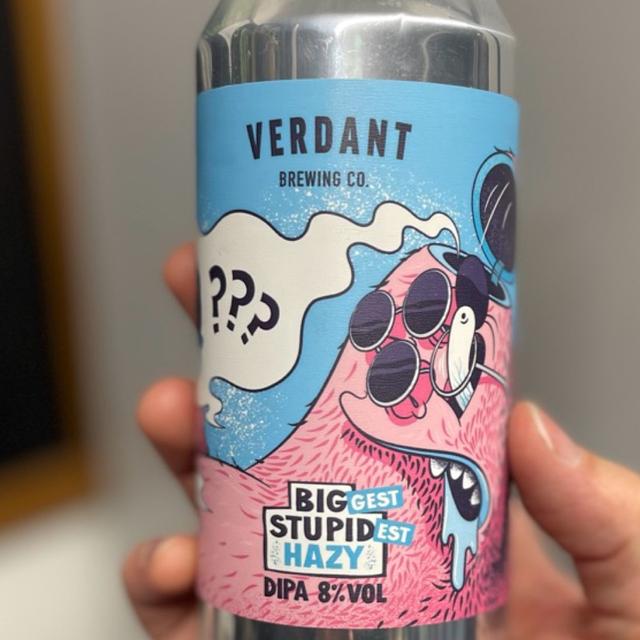 VERDANT
BREWING CO.
???
BIGGEST
STUPIDEST
HAZY
DIPA 8% VOL